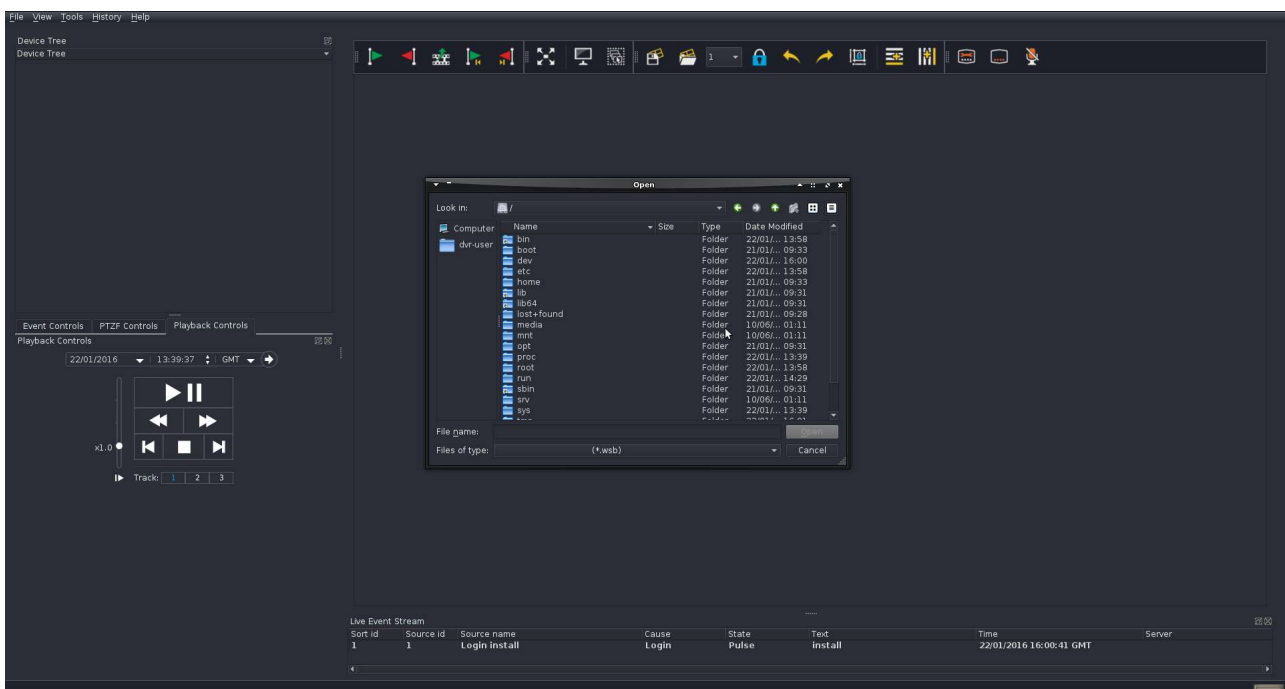 File View Tools History Help
Device Tree
Device Tree
1
Open
Look in: /
Computer
dvr-user
Name Size Type Date Modified
bin Folder 22/01/... 13:58
boot Folder 21/01/... 09:33
dev Folder 22/01/... 16:00
etc Folder 22/01/... 13:58
home Folder 21/01/... 09:33
lib Folder 21/01/... 09:31
lib64 Folder 21/01/... 09:31
lost+found Folder 21/01/... 09:28
media Folder 10/06/... 01:11
mnt Folder 10/06/... 01:11
opt Folder 21/01/... 09:31
proc Folder 22/01/... 13:39
root Folder 22/01/... 13:58
run Folder 22/01/... 14:29
sbin Folder 21/01/... 09:31
srv Folder 10/06/... 01:11
sys Folder 22/01/... 13:39
File name: Open
Files of type: (*.wsb) Cancel
Event Controls PTZF Controls Playback Controls
Playback Controls
22/01/2016 13:39:37 GMT
x1.0
Track: 1 2 3
Live Event Stream
Sort id Source id Source name Cause State Text Time Server
1 1 Login install Login Pulse install 22/01/2016 16:00:41 GMT